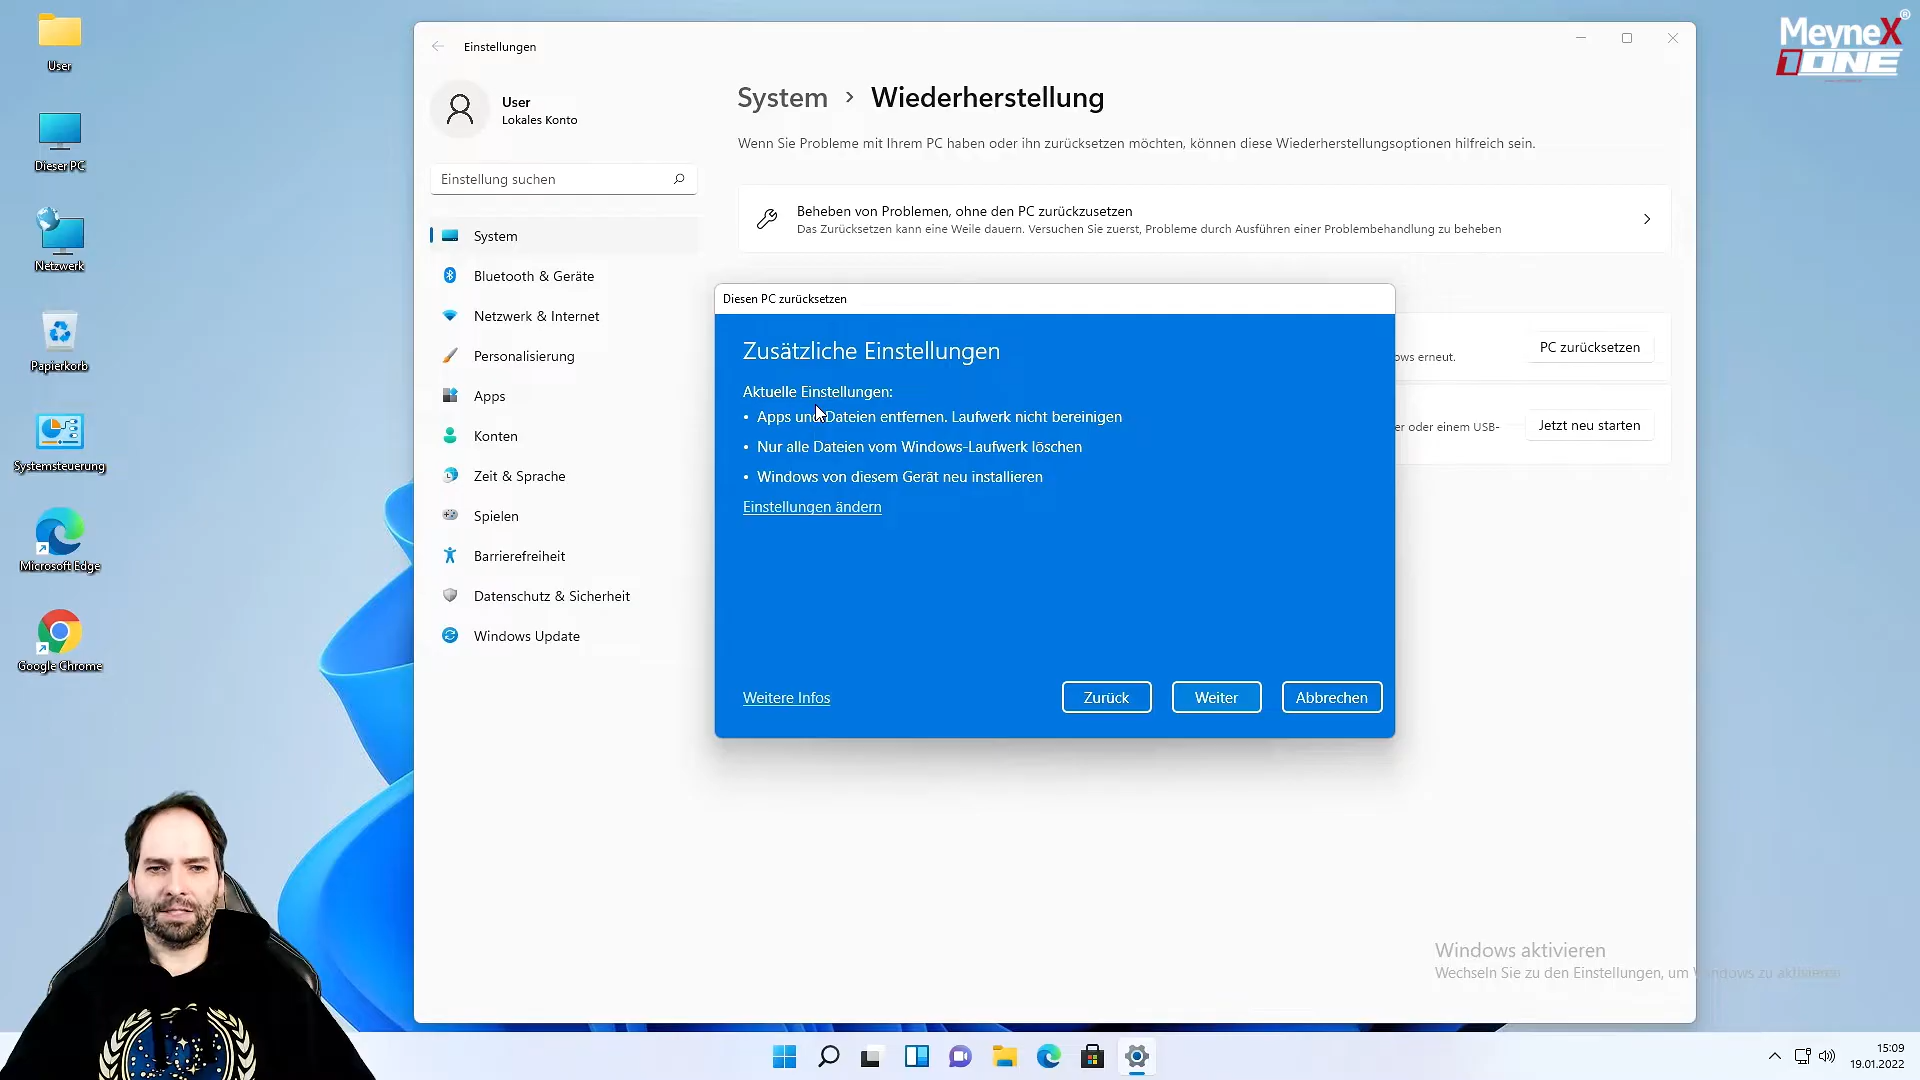 User
Dieser PC
Netzwerk
Papierkorb
Systemsteuerung
Microsoft Edge
Google Chrome
Einstellungen
User
Lokales Konto
Einstellung suchen
System
Bluetooth & Geräte
Netzwerk & Internet
Personalisierung
Apps
Konten
Zeit & Sprache
Spielen
Barrierefreiheit
Datenschutz & Sicherheit
Windows Update
System › Wiederherstellung
Wenn Sie Probleme mit Ihrem PC haben oder ihn zurücksetzen möchten, können diese Wiederherstellungsoptionen hilfreich sein.
Beheben von Problemen, ohne den PC zurückzusetzen
Das Zurücksetzen kann eine Weile dauern. Versuchen Sie zuerst, Probleme durch Ausführen einer Problembehandlung zu beheben
erneut.
PC zurücksetzen
oder einem USB-
Jetzt neu starten
Diesen PC zurücksetzen
Zusätzliche Einstellungen
Aktuelle Einstellungen:
• Apps und Dateien entfernen. Laufwerk nicht bereinigen
• Nur alle Dateien vom Windows-Laufwerk löschen
• Windows von diesem Gerät neu installieren
Einstellungen ändern
Weitere Infos
Zurück
Weiter
Abbrechen
Windows aktivieren
Wechseln Sie zu den Einstellungen, um Windows zu aktivieren.
15:09
19.01.2022
MeyneX®
1ONE